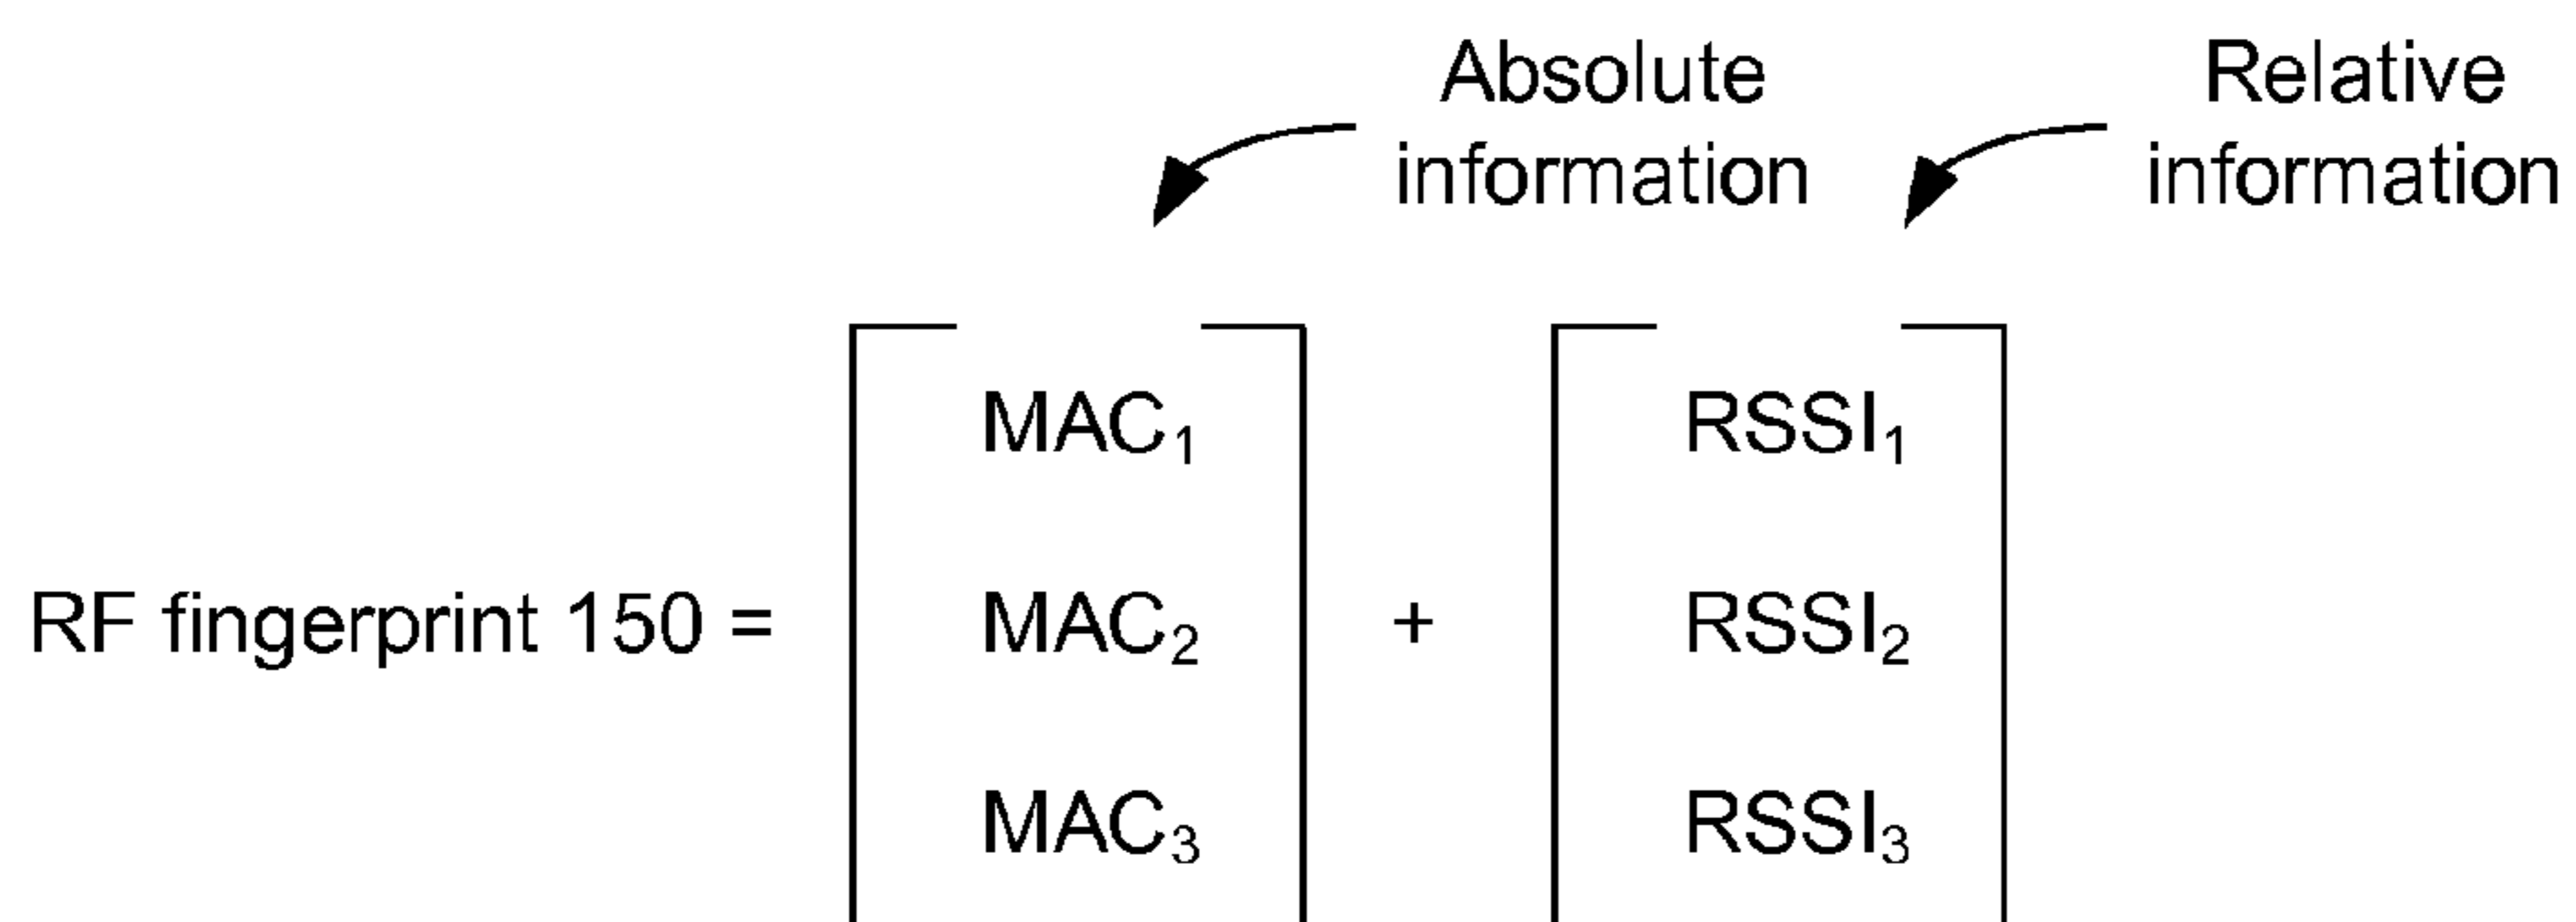 Absolute information
Relative information
MAC₁ RSSI₁
RF fingerprint 150 = MAC₂ + RSSI₂
MAC₃ RSSI₃